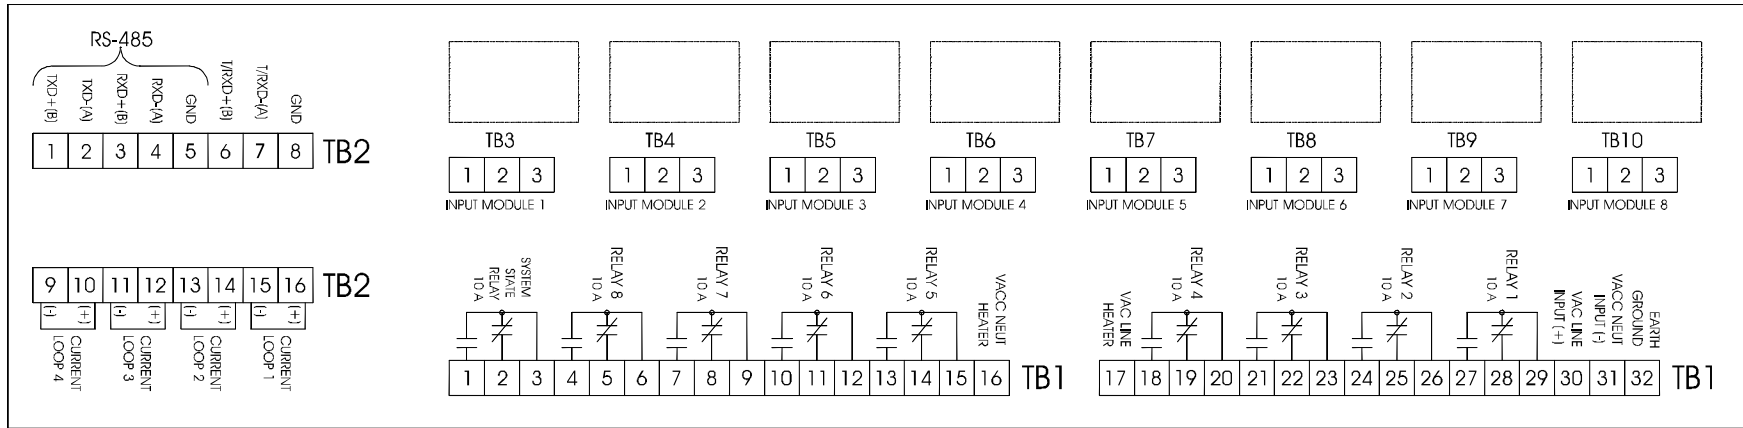 RS-485
TXD+(B)
TXD-(A)
RXD+(B)
RXD-(A)
GND
T/RXD+(B)
T/RXD-(A)
GND
1 2 3 4 5 6 7 8 TB2
TB3
1 2 3
INPUT MODULE 1
TB4
1 2 3
INPUT MODULE 2
TB5
1 2 3
INPUT MODULE 3
TB6
1 2 3
INPUT MODULE 4
TB7
1 2 3
INPUT MODULE 5
TB8
1 2 3
INPUT MODULE 6
TB9
1 2 3
INPUT MODULE 7
TB10
1 2 3
INPUT MODULE 8
9 10 11 12 13 14 15 16 TB2
(-) (+) (-) (+) (-) (+) (-) (+)
CURRENT
LOOP 4
CURRENT
LOOP 3
CURRENT
LOOP 2
CURRENT
LOOP 1
SYSTEM
STATE
RELAY
10 A
RELAY 8
10 A
RELAY 7
10 A
RELAY 6
10 A
RELAY 5
10 A
VACC NEUT
HEATER
1 2 3 4 5 6 7 8 9 10 11 12 13 14 15 16 TB1
VAC LINE
HEATER
RELAY 4
10 A
RELAY 3
10 A
RELAY 2
10 A
RELAY 1
10 A
VAC LINE
INPUT (+)
VACC NEUT
INPUT (-)
EARTH
GROUND
17 18 19 20 21 22 23 24 25 26 27 28 29 30 31 32 TB1